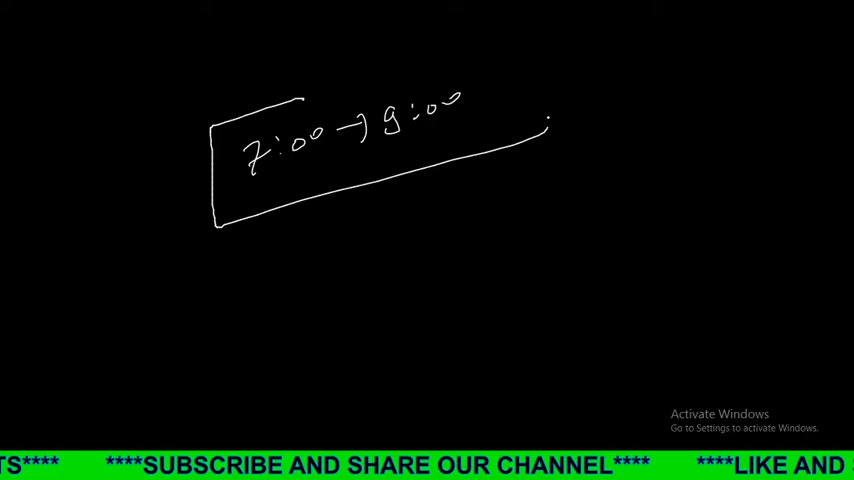 7:00 → 9:00
Activate Windows
Go to Settings to activate Windows.
TS**** ****SUBSCRIBE AND SHARE OUR CHANNEL**** ****LIKE AND S